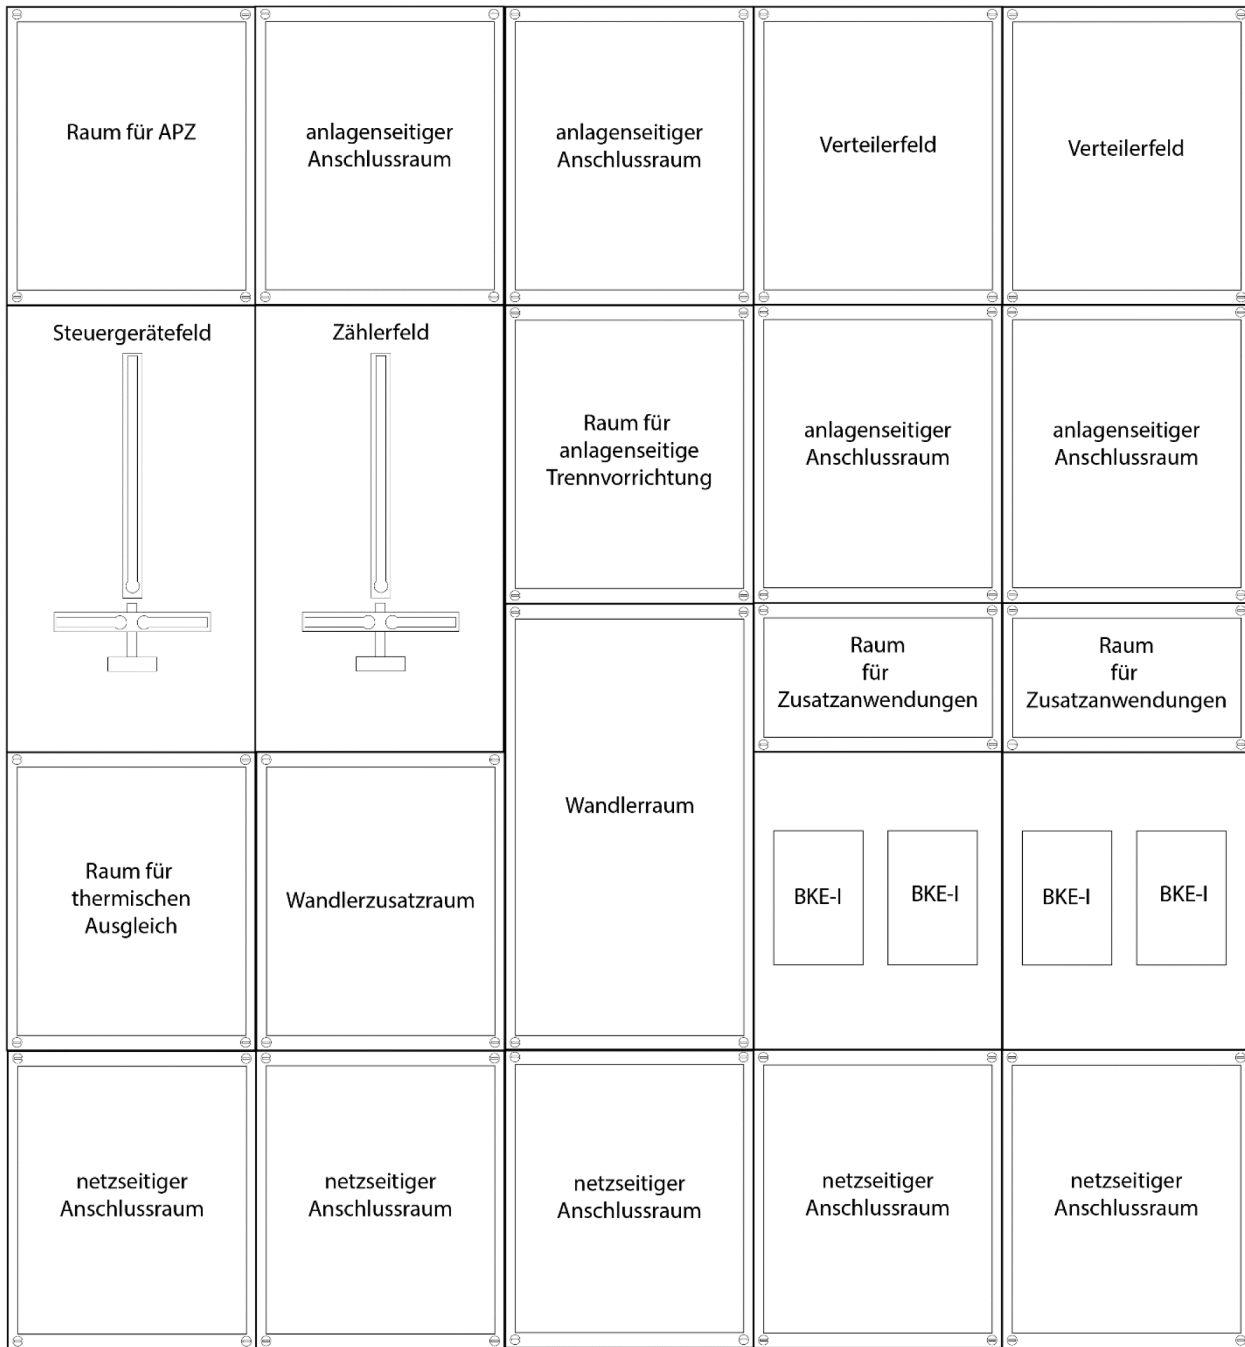 Raum für APZ
anlagenseitiger
Anschlussraum
anlagenseitiger
Anschlussraum
Verteilerfeld
Verteilerfeld
Steuergerätefeld
Zählerfeld
Raum für
anlagenseitige
Trennvorrichtung
anlagenseitiger
Anschlussraum
anlagenseitiger
Anschlussraum
Raum
für
Zusatzanwendungen
Raum
für
Zusatzanwendungen
Raum für
thermischen
Ausgleich
Wandlerzusatzraum
Wandlerraum
BKE-I
BKE-I
BKE-I
BKE-I
netzseitiger
Anschlussraum
netzseitiger
Anschlussraum
netzseitiger
Anschlussraum
netzseitiger
Anschlussraum
netzseitiger
Anschlussraum